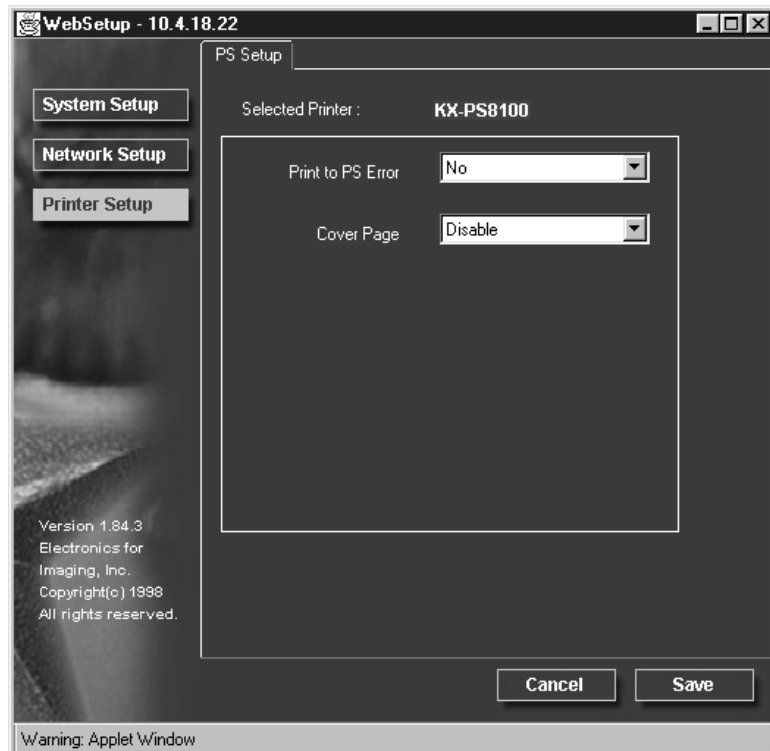 WebSetup - 10.4.18.22
PS Setup
System Setup
Network Setup
Printer Setup
Selected Printer : KX-PS8100
Print to PS Error No
Cover Page Disable
Version 1.84.3
Electronics for
Imaging, Inc.
Copyright(c) 1998
All rights reserved.
Cancel Save
Warning: Applet Window